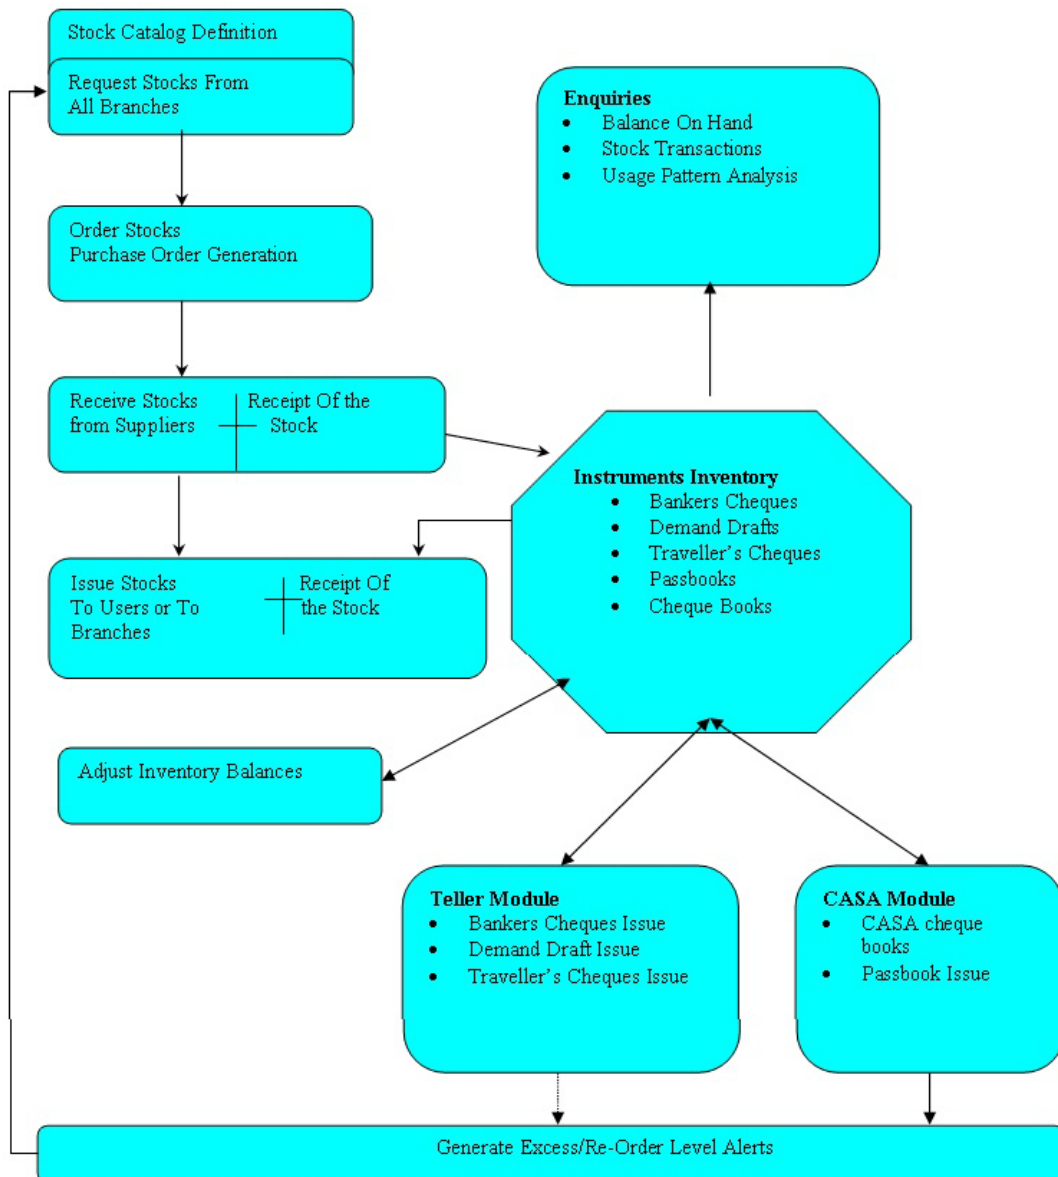 Stock Catalog Definition
Request Stocks From
All Branches
Enquiries
• Balance On Hand
• Stock Transactions
• Usage Pattern Analysis
Order Stocks
Purchase Order Generation
Receive Stocks
from Suppliers
Receipt Of the
Stock
Instruments Inventory
• Bankers Cheques
• Demand Drafts
• Traveller’s Cheques
• Passbooks
• Cheque Books
Issue Stocks
To Users or To
Branches
Receipt Of
the Stock
Adjust Inventory Balances
Teller Module
• Bankers Cheques Issue
• Demand Draft Issue
• Traveller’s Cheques Issue
CASA Module
• CASA cheque
books
• Passbook Issue
Generate Excess/Re-Order Level Alerts